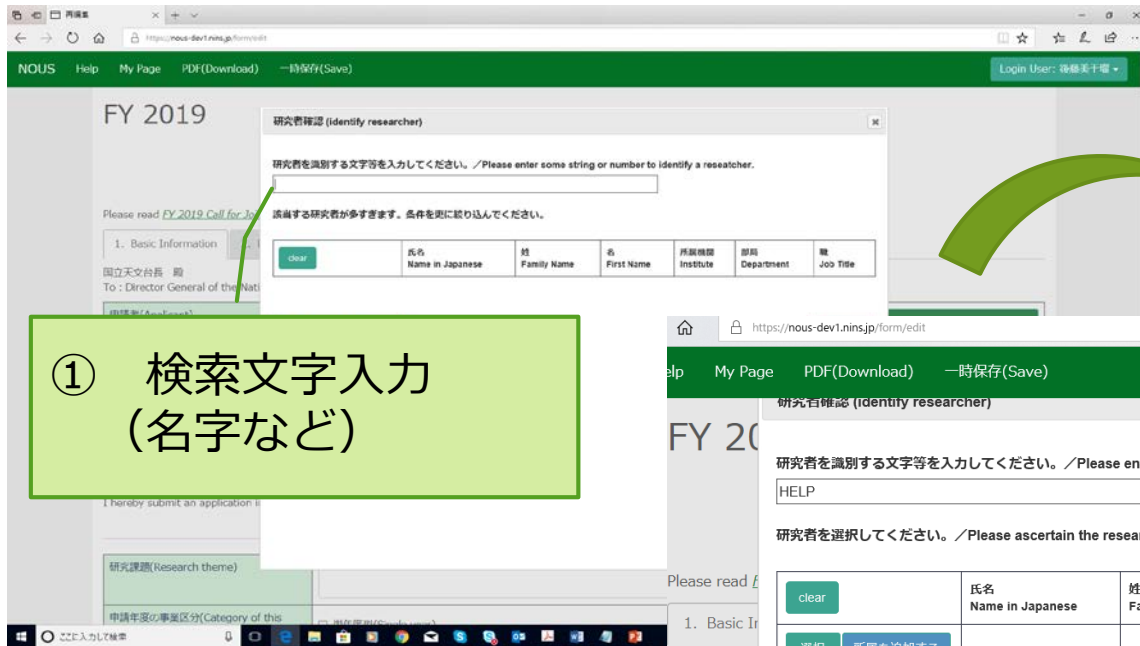 再編集
https://nous-dev1.nins.jp/form/edit
NOUS Help My Page PDF(Download) 一時保存(Save)
Login User:
FY 2019
研究者確認 (identify researcher)
研究者を識別する文字等を入力してください。／Please enter some string or number to identify a reseatcher.
該当する研究者が多すぎます。条件を更に絞り込んでください。
Please read FY 2019 Call for Jo
1. Basic Information
clear
氏名 姓 名 所属機関 部局 職
Name in Japanese Family Name First Name Institute Department Job Title
国立天文台長 殿
To : Director General of the Nati
申請者(Applicant)
① 検索文字入力
（名字など）
I hereby submit an application i
研究課題(Research theme)
申請年度の事業区分(Category of this
ここに入力して検索
https://nous-dev1.nins.jp/form/edit
elp My Page PDF(Download) 一時保存(Save)
研究者確認 (identify researcher)
FY 20
研究者を識別する文字等を入力してください。／Please en
HELP
研究者を選択してください。／Please ascertain the resear
Please read
clear
氏名 姓
Name in Japanese Fa
1. Basic In
選択 所属を追加する